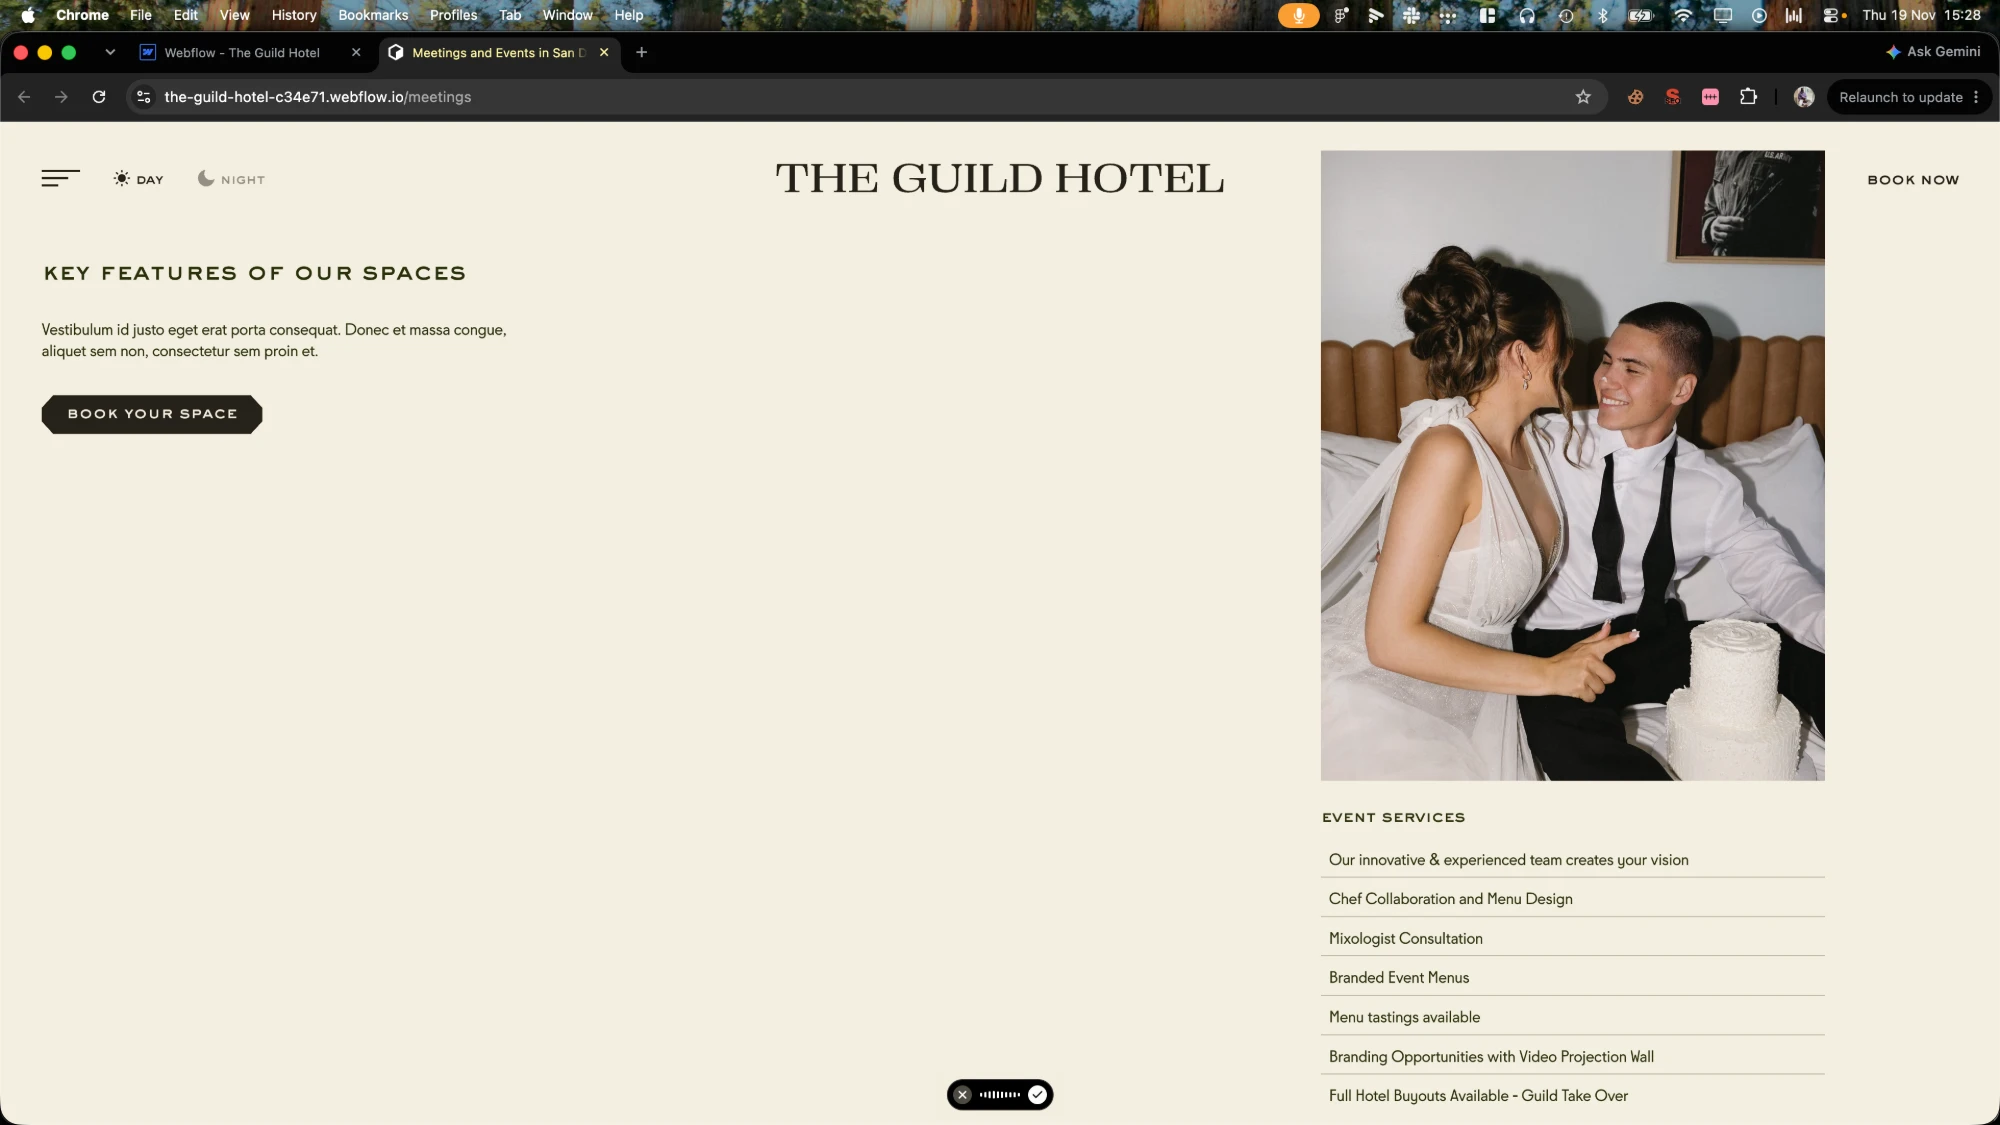 Chrome File Edit View History Bookmarks Profiles Tab Window Help Thu 19 Nov 15:28
Webflow - The Guild Hotel Meetings and Events in San D Ask Gemini
the-guild-hotel-c34e71.webflow.io/meetings Relaunch to update
DAY NIGHT THE GUILD HOTEL BOOK NOW
KEY FEATURES OF OUR SPACES
Vestibulum id justo eget erat porta consequat. Donec et massa congue,
aliquet sem non, consectetur sem proin et.
BOOK YOUR SPACE
U.S. ARMY
EVENT SERVICES
Our innovative & experienced team creates your vision
Chef Collaboration and Menu Design
Mixologist Consultation
Branded Event Menus
Menu tastings available
Branding Opportunities with Video Projection Wall
Full Hotel Buyouts Available - Guild Take Over